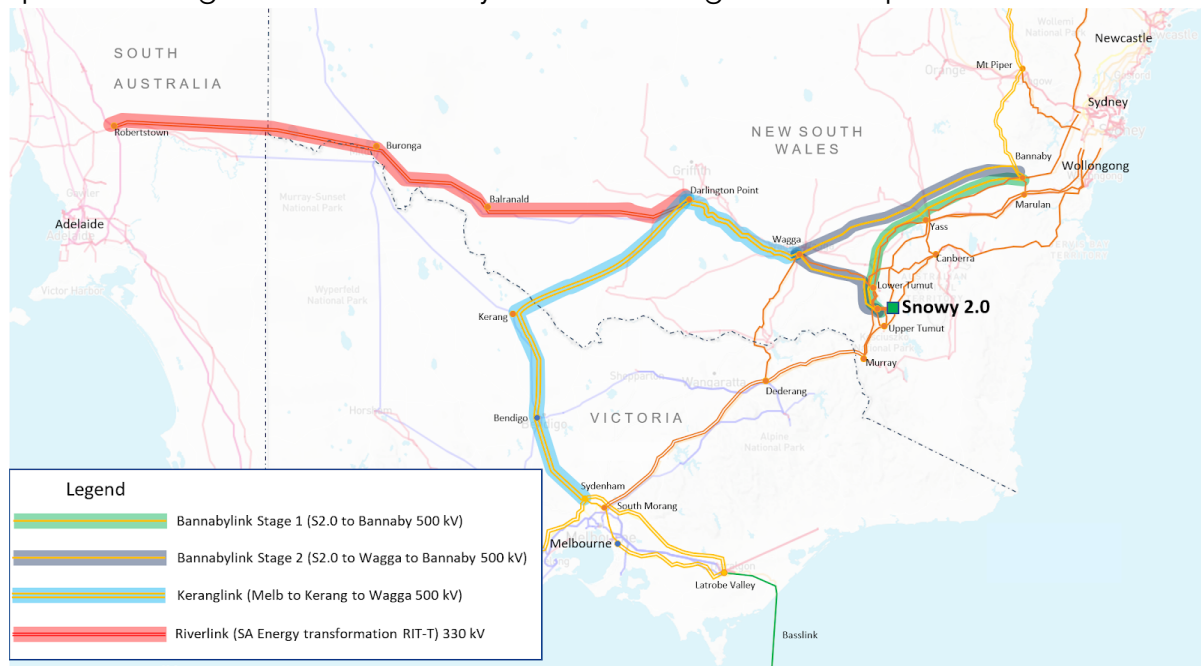 SOUTH
AUSTRALIA
Newcastle
Mt Piper
Orange
Sydney
Robertstown
Buronga
NEW SOUTH
WALES
Bannaby
Wollongong
Griffith
Murray-Sunset
National Park
Balranald
Darlington Point
Marulan
Adelaide
Adelaide
Yass
Wagga
Canberra
Victor Harbor
Wyperfeld
National Park
Lower Tumut
Snowy 2.0
Kerang
Upper Tumut
Murray
Shepparton
Wangaratta
Dederang
Horsham
Bendigo
VICTORIA
Alpine
National Park
Legend
Sydenham
South Morang
Bannabylink Stage 1 (S2.0 to Bannaby 500 kV)
Melbourne
Bannabylink Stage 2 (S2.0 to Wagga to Bannaby 500 kV)
Latrobe Valley
Keranglink (Melb to Kerang to Wagga 500 kV)
Riverlink (SA Energy transformation RIT-T) 330 kV
Basslink